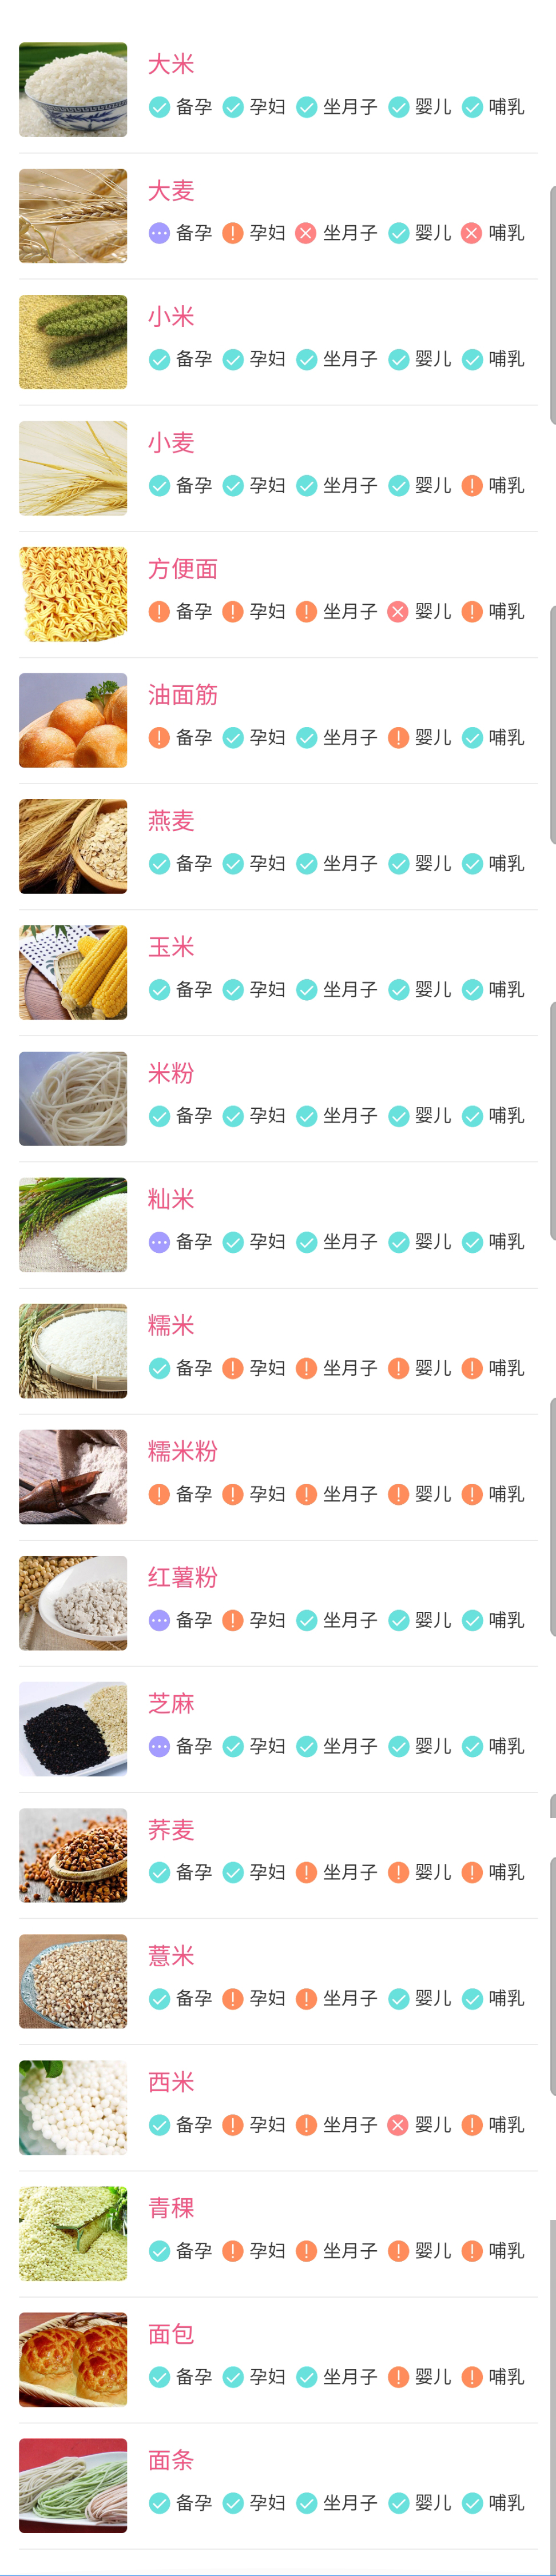 大米
备孕 孕妇 坐月子 婴儿 哺乳
大麦
备孕 孕妇 坐月子 婴儿 哺乳
小米
备孕 孕妇 坐月子 婴儿 哺乳
小麦
备孕 孕妇 坐月子 婴儿 哺乳
方便面
备孕 孕妇 坐月子 婴儿 哺乳
油面筋
备孕 孕妇 坐月子 婴儿 哺乳
燕麦
备孕 孕妇 坐月子 婴儿 哺乳
玉米
备孕 孕妇 坐月子 婴儿 哺乳
米粉
备孕 孕妇 坐月子 婴儿 哺乳
籼米
备孕 孕妇 坐月子 婴儿 哺乳
糯米
备孕 孕妇 坐月子 婴儿 哺乳
糯米粉
备孕 孕妇 坐月子 婴儿 哺乳
红薯粉
备孕 孕妇 坐月子 婴儿 哺乳
芝麻
备孕 孕妇 坐月子 婴儿 哺乳
荞麦
备孕 孕妇 坐月子 婴儿 哺乳
薏米
备孕 孕妇 坐月子 婴儿 哺乳
西米
备孕 孕妇 坐月子 婴儿 哺乳
青稞
备孕 孕妇 坐月子 婴儿 哺乳
面包
备孕 孕妇 坐月子 婴儿 哺乳
面条
备孕 孕妇 坐月子 婴儿 哺乳